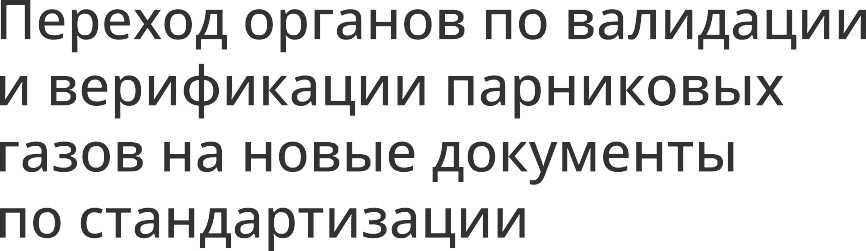 Переход органов по валидации
и верификации парниковых
газов на новые документы
по стандартизации